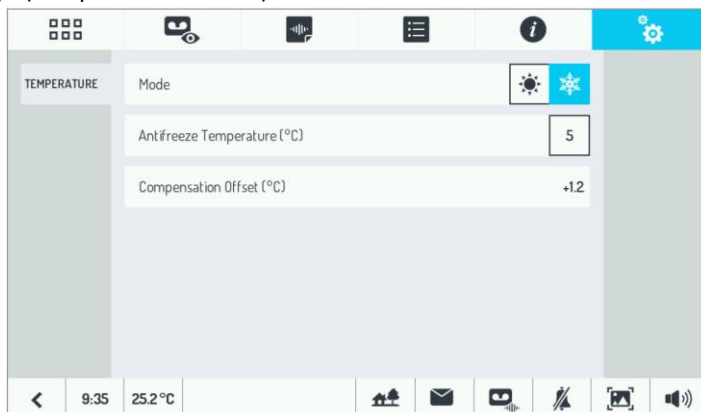 TEMPERATURE
Mode
Antifreeze Temperature (°C)
5
Compensation Offset (°C)
+1.2
9:35
25.2 °C